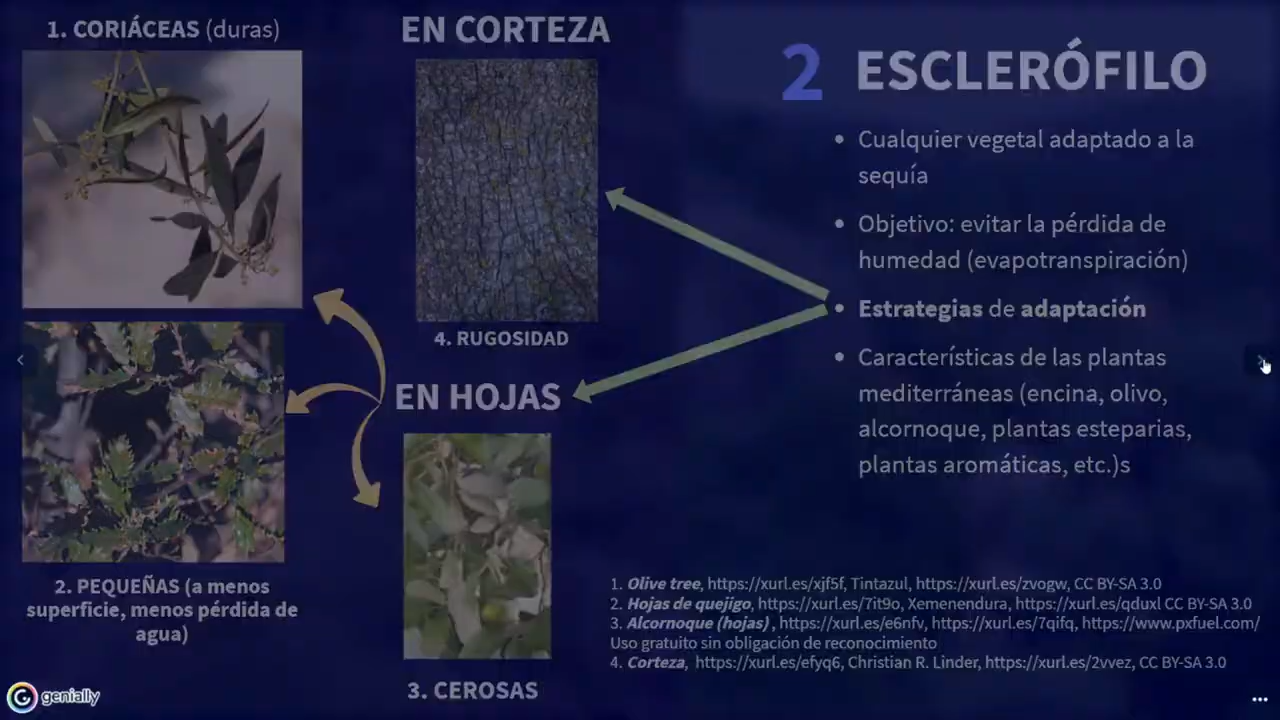 1. CORIÁCEAS (duras)
EN CORTEZA
2 ESCLERÓFILO
• Cualquier vegetal adaptado a la
sequía
• Objetivo: evitar la pérdida de
humedad (evapotranspiración)
• Estrategias de adaptación
• Características de las plantas
mediterráneas (encina, olivo,
alcornoque, plantas esteparias,
plantas aromáticas, etc.)s
4. RUGOSIDAD
EN HOJAS
2. PEQUEÑAS (a menos
superficie, menos pérdida de
agua)
3. CEROSAS
1. Olive tree, https://xurl.es/xjf5f, Tintazul, https://xurl.es/zvogw, CC BY-SA 3.0
2. Hojas de quejigo, https://xurl.es/7it9o, Xemenendura, https://xurl.es/qduxl CC BY-SA 3.0
3. Alcornoque (hojas) , https://xurl.es/e6nfv, https://xurl.es/7qifq, https://www.pxfuel.com/
Uso gratuito sin obligación de reconocimiento
4. Corteza, https://xurl.es/efyq6, Christian R. Linder, https://xurl.es/2vvez, CC BY-SA 3.0
genially